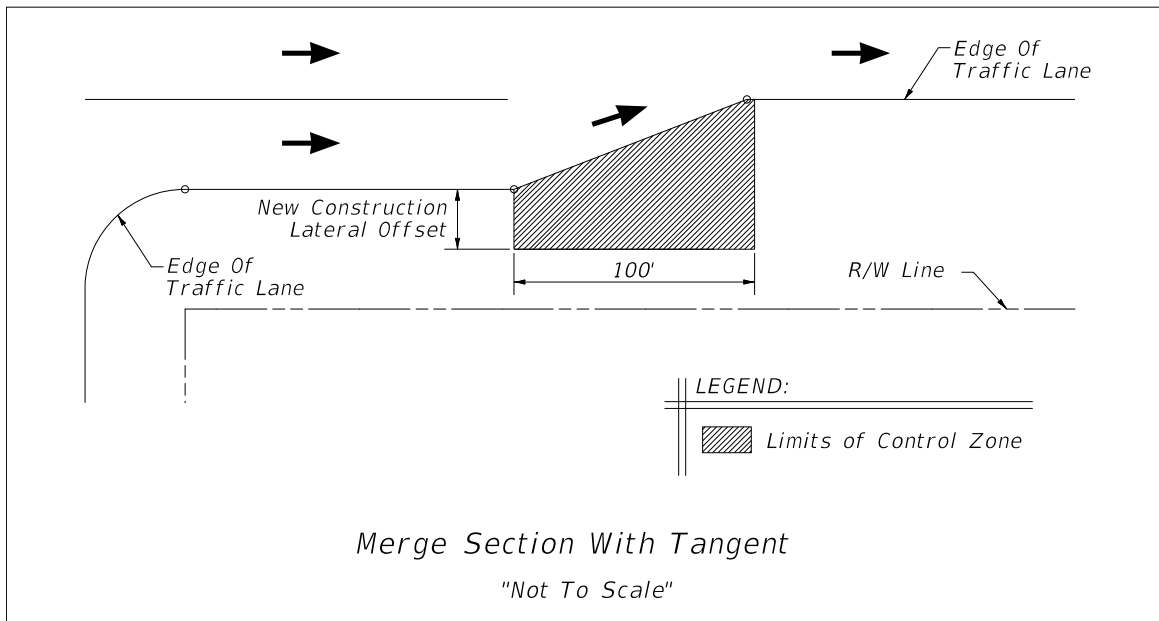 Edge Of
Traffic Lane
New Construction
Lateral Offset
Edge Of
Traffic Lane
100'
R/W Line
LEGEND:
Limits of Control Zone
Merge Section With Tangent
"Not To Scale"